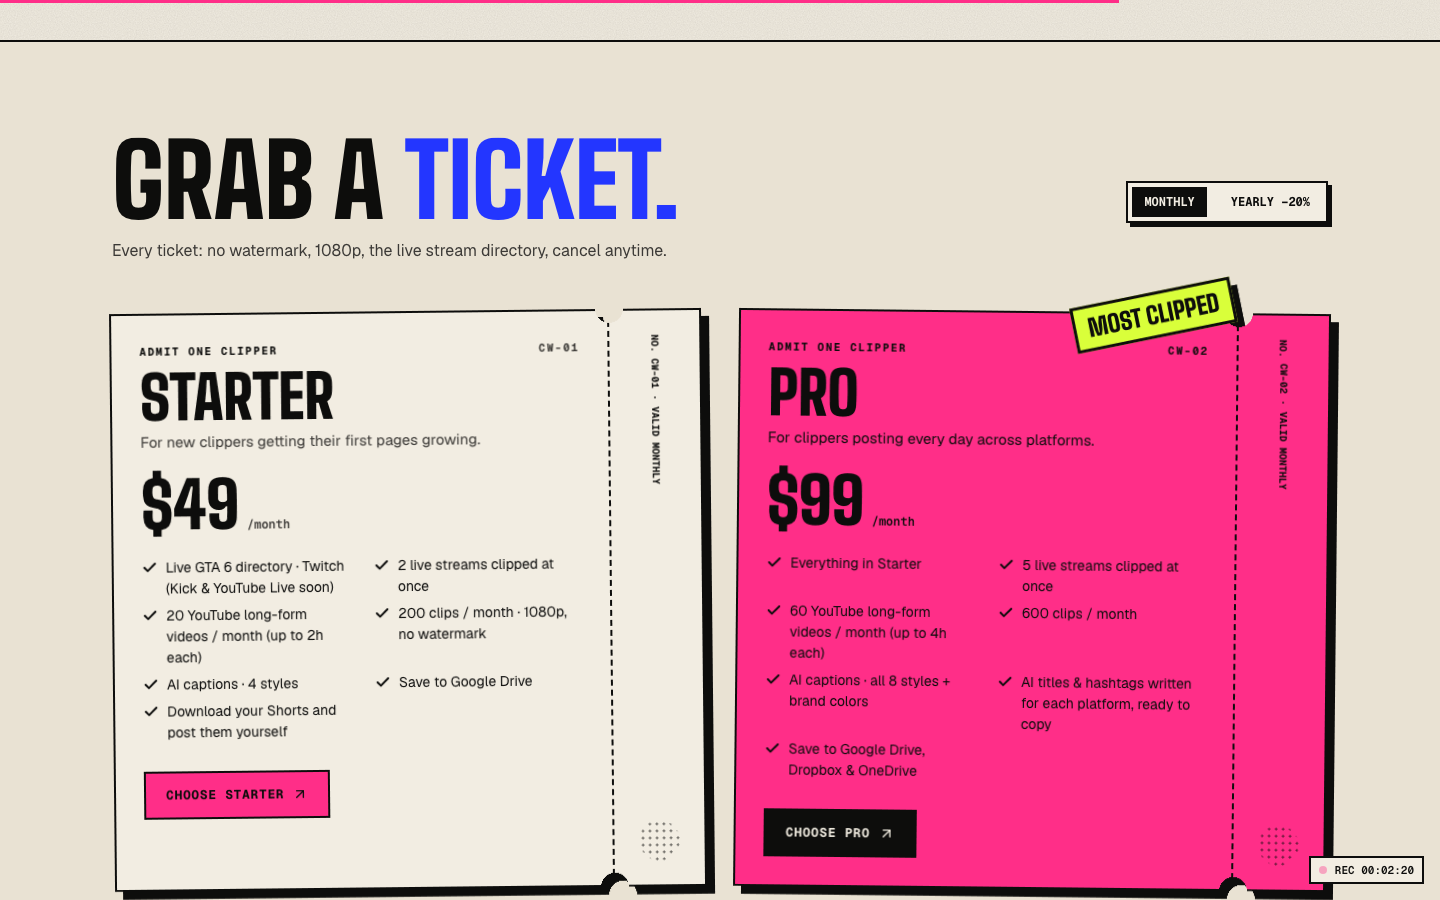 GRAB A TICKET.
Every ticket: no watermark, 1080p, the live stream directory, cancel anytime.
MONTHLY
YEARLY -20%
ADMIT ONE CLIPPER
CW-01
STARTER
For new clippers getting their first pages growing.
$49 /month
Live GTA 6 directory · Twitch
(Kick & YouTube Live soon)
2 live streams clipped at
once
20 YouTube long-form
videos / month (up to 2h
each)
200 clips / month · 1080p,
no watermark
AI captions · 4 styles
Save to Google Drive
Download your Shorts and
post them yourself
CHOOSE STARTER
NO. CW-01 · VALID MONTHLY
MOST CLIPPED
ADMIT ONE CLIPPER
CW-02
PRO
For clippers posting every day across platforms.
$99 /month
Everything in Starter
5 live streams clipped at
once
60 YouTube long-form
videos / month (up to 4h
each)
600 clips / month
AI captions · all 8 styles +
brand colors
AI titles & hashtags written
for each platform, ready to
copy
Save to Google Drive,
Dropbox & OneDrive
CHOOSE PRO
NO. CW-02 · VALID MONTHLY
REC 00:02:20